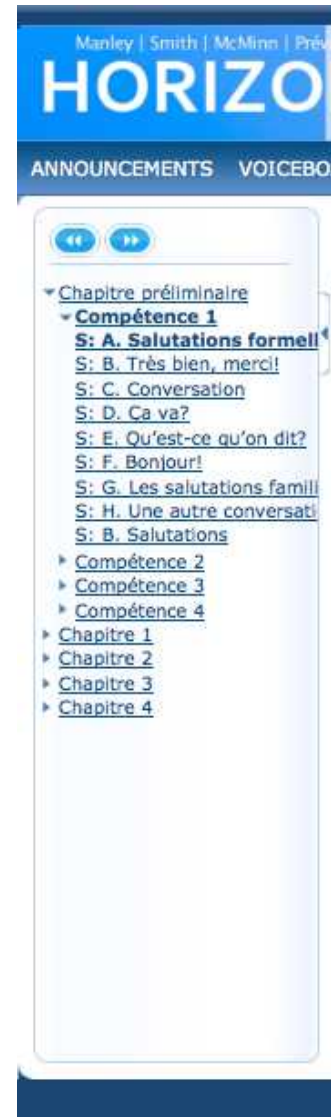 Manley | Smith | McMinn | Prév
HORIZO
ANNOUNCEMENTS VOICEBO
Chapitre préliminaire
Compétence 1
S: A. Salutations formell
S: B. Très bien, merci!
S: C. Conversation
S: D. Ça va?
S: E. Qu'est-ce qu'on dit?
S: F. Bonjour!
S: G. Les salutations famili
S: H. Une autre conversati
S: B. Salutations
Compétence 2
Compétence 3
Compétence 4
Chapitre 1
Chapitre 2
Chapitre 3
Chapitre 4